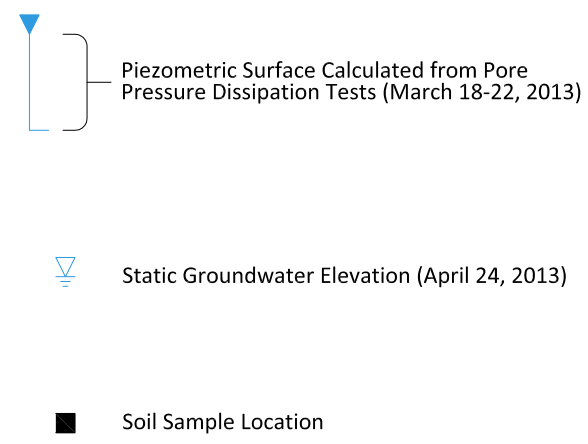 Piezometric Surface Calculated from Pore
Pressure Dissipation Tests (March 18-22, 2013)
Static Groundwater Elevation (April 24, 2013)
Soil Sample Location